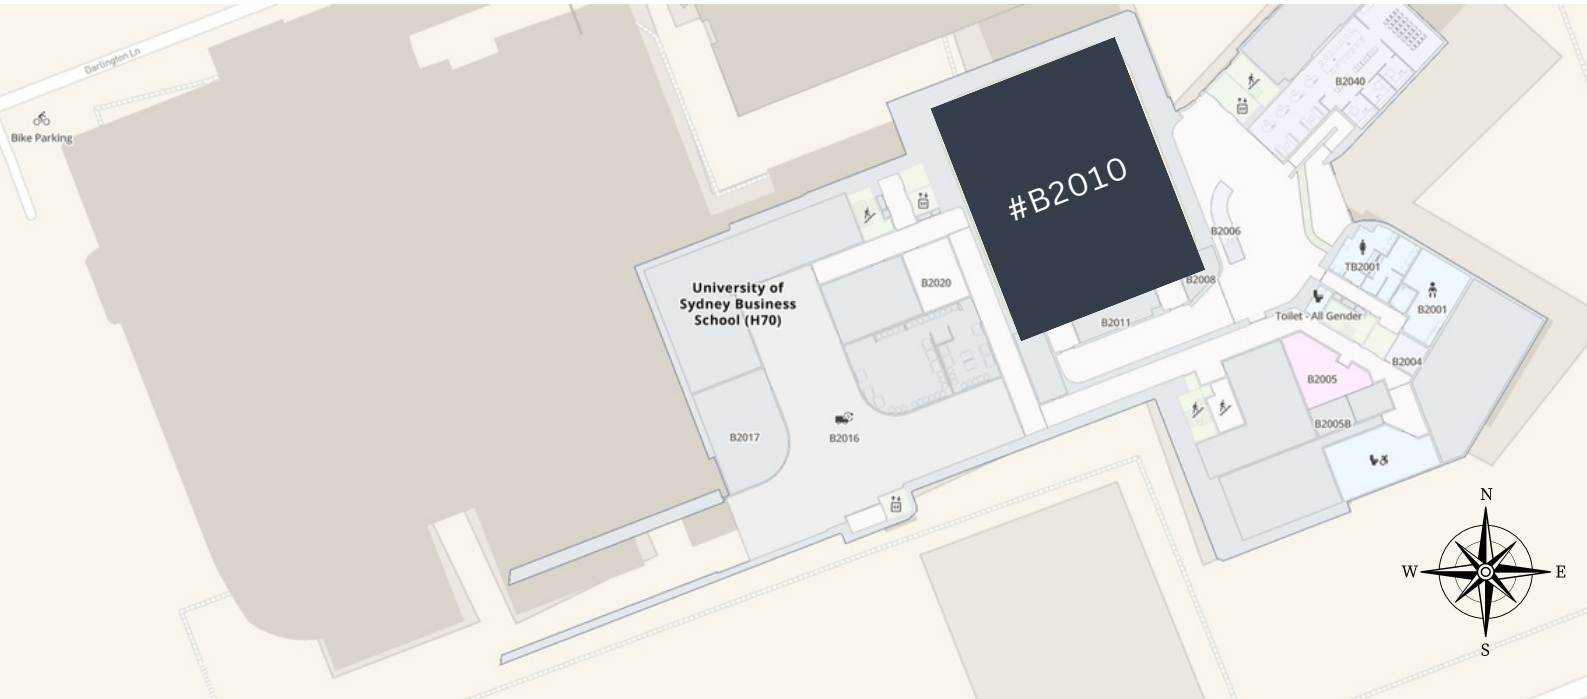 Darlington Ln
Bike Parking
#B2010
B2040
B2006
TB2001
B2001
B2008
B2020
University of
Sydney Business
School (H70)
B2011
Toilet - All Gender
B2004
B2005
B2005B
B2017
B2016
N
W
E
S